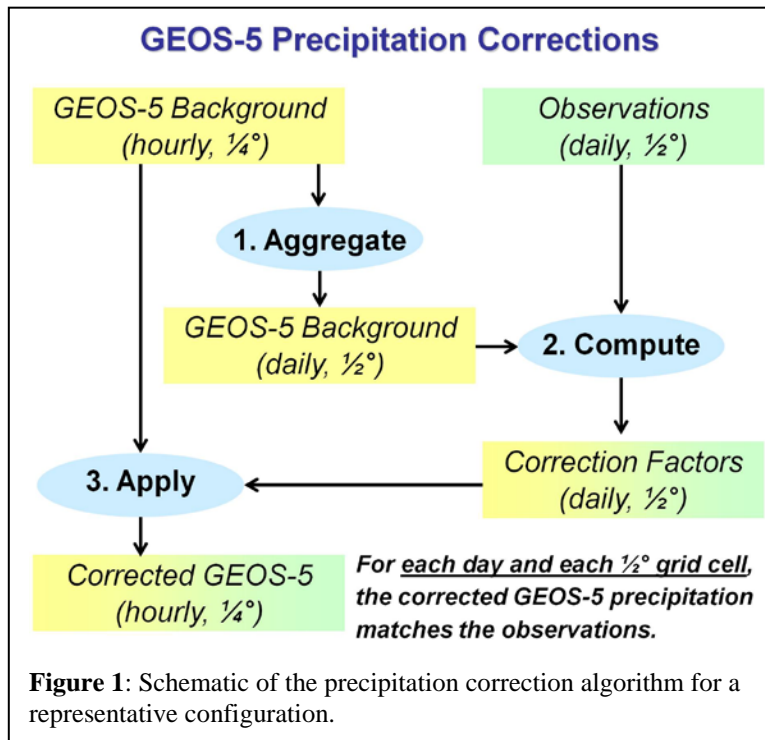 GEOS-5 Precipitation Corrections
GEOS-5 Background
(hourly, ¼°)
Observations
(daily, ½°)
1. Aggregate
GEOS-5 Background
(daily, ½°)
2. Compute
3. Apply
Correction Factors
(daily, ½°)
Corrected GEOS-5
(hourly, ¼°)
For each day and each ½° grid cell,
the corrected GEOS-5 precipitation
matches the observations.
Figure 1: Schematic of the precipitation correction algorithm for a
representative configuration.